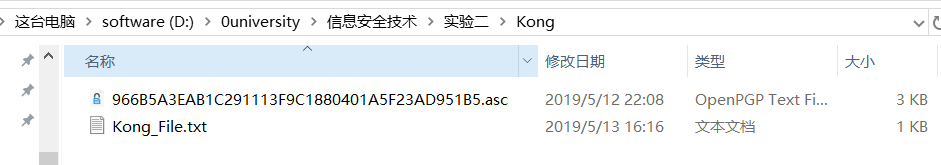 这台电脑 > software (D:) > 0university > 信息安全技术 > 实验二 > Kong
名称 修改日期 类型 大小
966B5A3EAB1C291113F9C1880401A5F23AD951B5.asc 2019/5/12 22:08 OpenPGP Text Fi... 3 KB
Kong_File.txt 2019/5/13 16:16 文本文档 1 KB